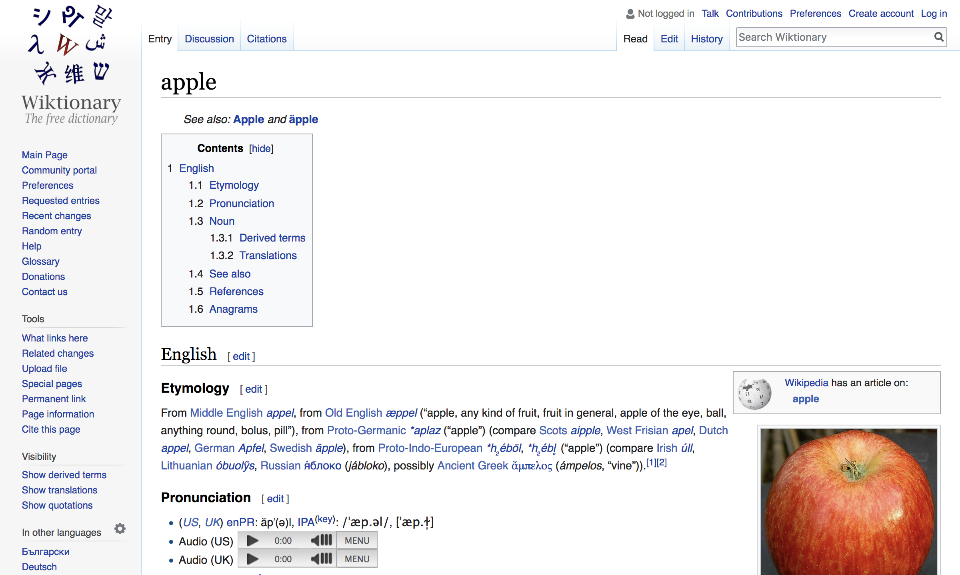 シ Pt 말
λ W ش
维 ש
Wiktionary
The free dictionary
Main Page
Community portal
Preferences
Requested entries
Recent changes
Random entry
Help
Glossary
Donations
Contact us
Tools
What links here
Related changes
Upload file
Special pages
Permanent link
Page information
Cite this page
Visibility
Show derived terms
Show translations
Show quotations
In other languages
Български
Deutsch
Not logged in Talk Contributions Preferences Create account Log in
Entry Discussion Citations Read Edit History Search Wiktionary
apple
See also: Apple and äpple
Contents [hide]
1 English
1.1 Etymology
1.2 Pronunciation
1.3 Noun
1.3.1 Derived terms
1.3.2 Translations
1.4 See also
1.5 References
1.6 Anagrams
English [ edit ]
Etymology [ edit ]
From Middle English appel, from Old English æppel (“apple, any kind of fruit, fruit in general, apple of the eye, ball,
anything round, bolus, pill”), from Proto-Germanic *aplaz (“apple”) (compare Scots aipple, West Frisian apel, Dutch
appel, German Apfel, Swedish äpple), from Proto-Indo-European (“apple”) (compare Irish úll,
Lithuanian óbuolỹs, Russian я́блоко (jábloko), possibly Ancient Greek ἄμπελος (ámpelos, “vine”)).[1][2]
Wikipedia has an article on:
apple
Pronunciation [ edit ]
(US, UK) enPR: ăp'(ə)l, IPA(key): /ˈæp.əl/, [ˈæp.ɫ̩]
Audio (US) 0:00 MENU
Audio (UK) 0:00 MENU